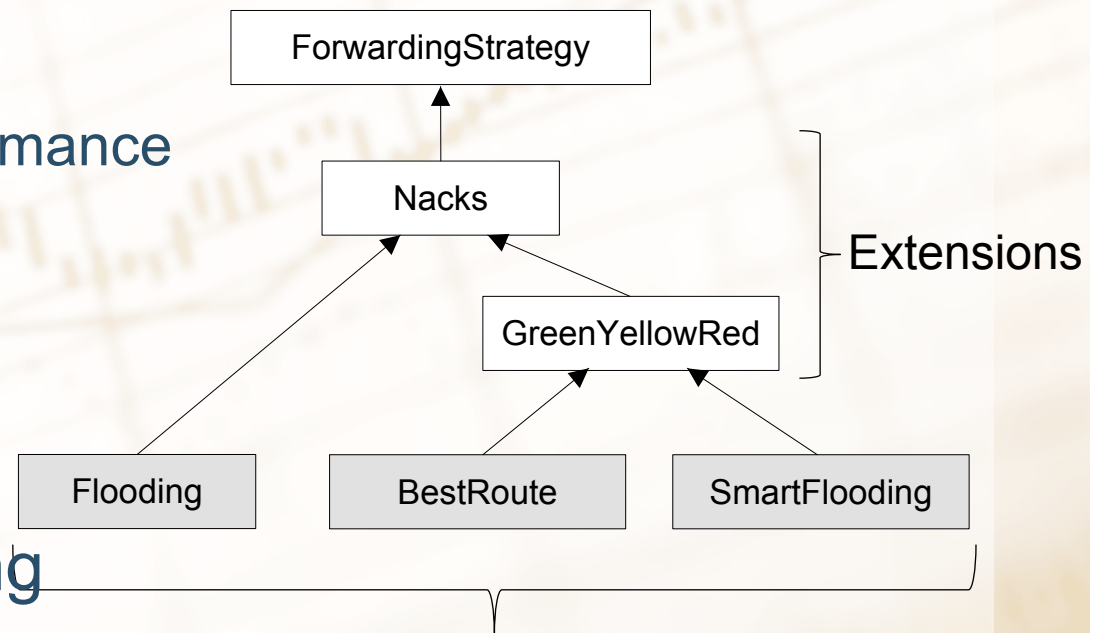 ForwardingStrategy
mance
Nacks
Extensions
GreenYellowRed
Flooding
BestRoute
SmartFlooding
g